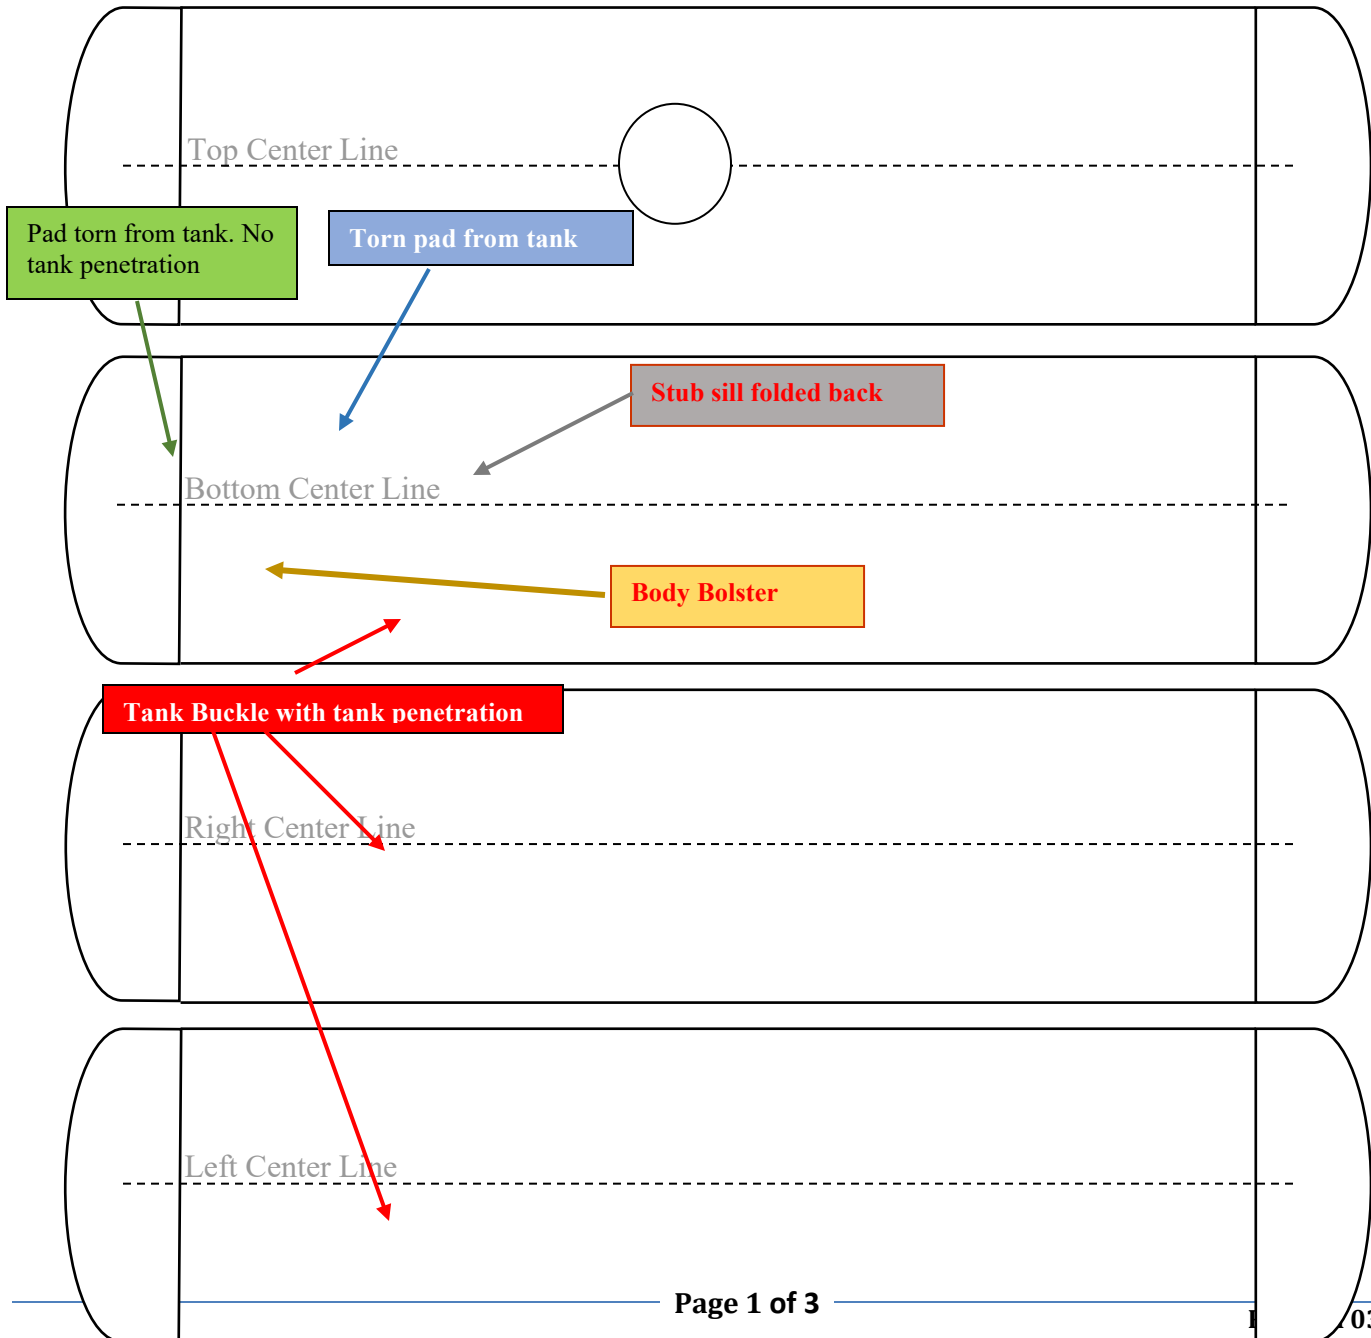 Top Center Line
Pad torn from tank. No
tank penetration
Torn pad from tank
Stub sill folded back
Bottom Center Line
Body Bolster
Tank Buckle with tank penetration
Right Center Line
Left Center Line
Page 1 of 3